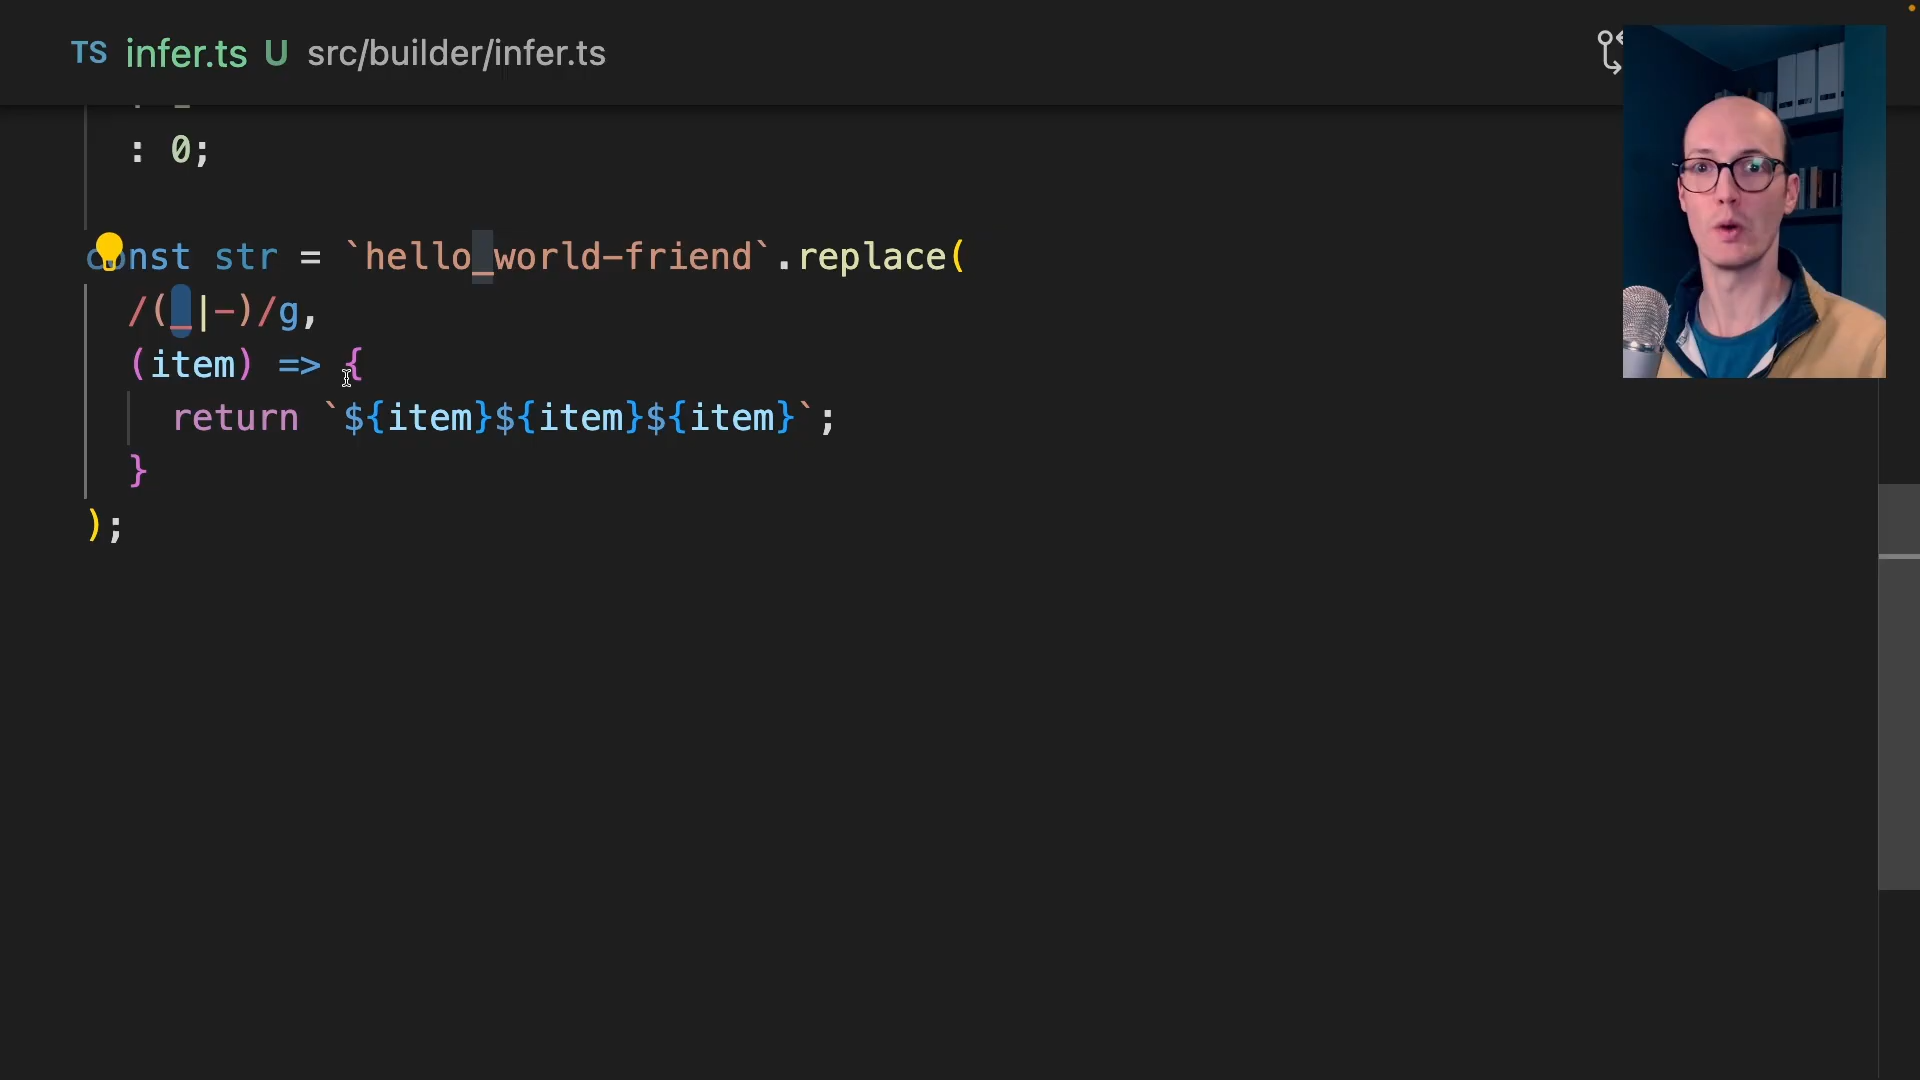 TS infer.ts U src/builder/infer.ts
: 0;
const str = `hello_world-friend`.replace(
/(_|-)/g,
(item) => {
return `${item}${item}${item}`;
}
);